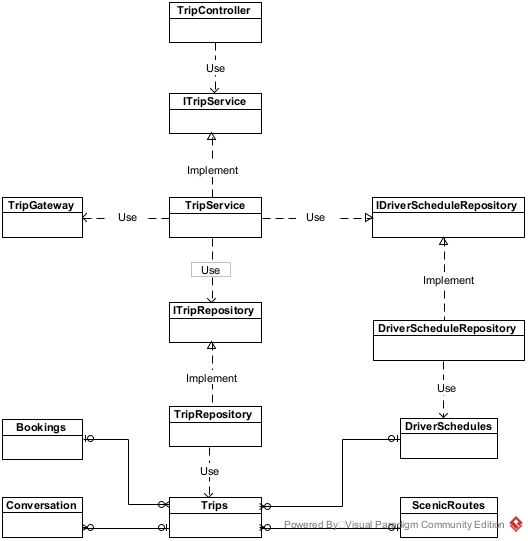 TripController
Use
ITripService
Implement
TripGateway
Use
TripService
Use
IDriverScheduleRepository
Use
Implement
ITripRepository
DriverScheduleRepository
Implement
Use
TripRepository
Bookings
DriverSchedules
Use
Conversation
Trips
ScenicRoutes
Powered By: Visual Paradigm Community Edition